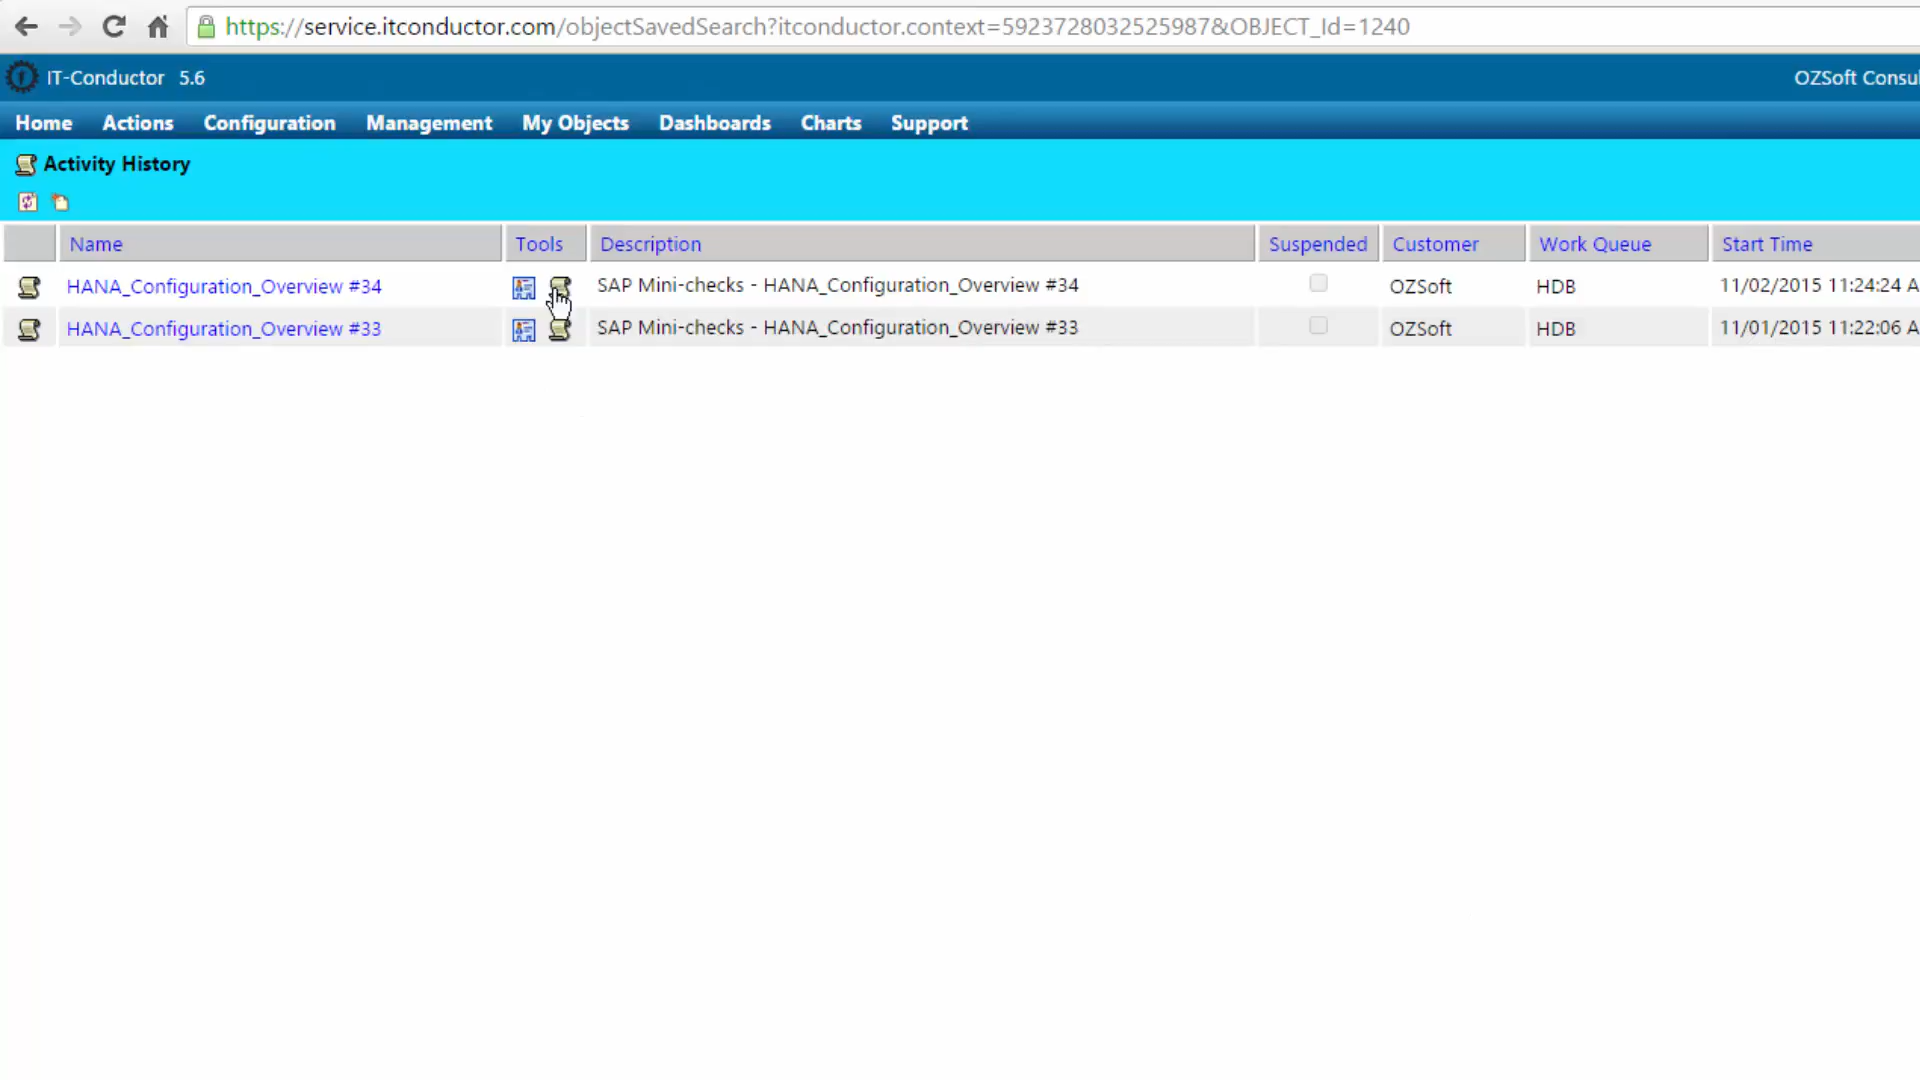 https://service.itconductor.com/objectSavedSearch?itconductor.context=5923728032525987&OBJECT_Id=1240
IT-Conductor 5.6 OZSoft
Home Actions Configuration Management My Objects Dashboards Charts Support
Activity History
Name Tools Description Suspended Customer Work Queue Start Time
HANA_Configuration_Overview #34 SAP Mini-checks - HANA_Configuration_Overview #34 OZSoft HDB 11/02/2015 11:24:24 A
HANA_Configuration_Overview #33 SAP Mini-checks - HANA_Configuration_Overview #33 OZSoft HDB 11/01/2015 11:22:06 A